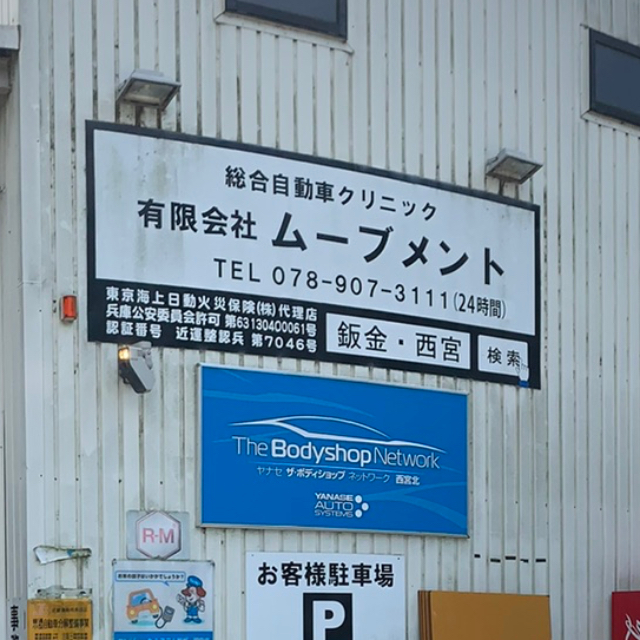 総合自動車クリニック
有限会社 ムーブメント
TEL 078-907-3111(24時間)
東京海上日動火災保険(株)代理店
兵庫公安委員会許可 第63130400061号
認証番号 近運整認兵 第7046号
鈑金・西宮 検索
The Bodyshop Network
ヤナセ ザ・ボディショップ ネットワーク 西宮北
YANASE
AUTO
SYSTEMS
R-M
お客様駐車場
P